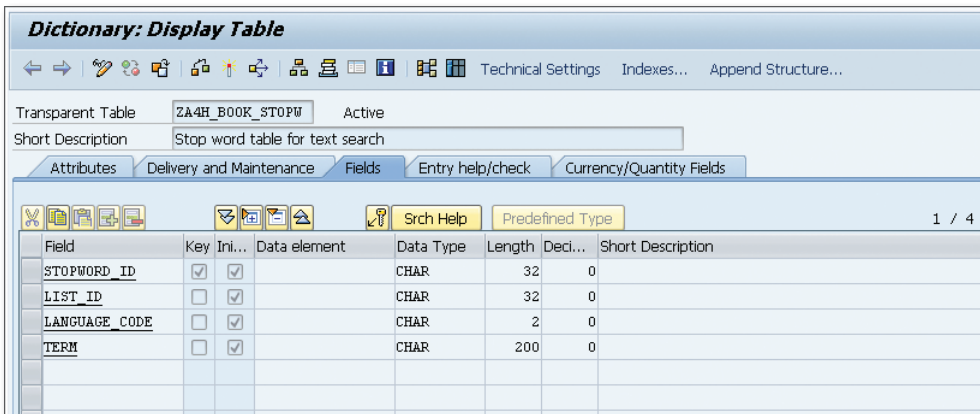 Dictionary: Display Table
Technical Settings Indexes... Append Structure...
Transparent Table ZA4H_BOOK_STOPW Active
Short Description Stop word table for text search
Attributes Delivery and Maintenance Fields Entry help/check Currency/Quantity Fields
Srch Help Predefined Type 1 / 4
Field Key Ini... Data element Data Type Length Deci... Short Description
STOPWORD_ID CHAR 32 0
LIST_ID CHAR 32 0
LANGUAGE_CODE CHAR 2 0
TERM CHAR 200 0